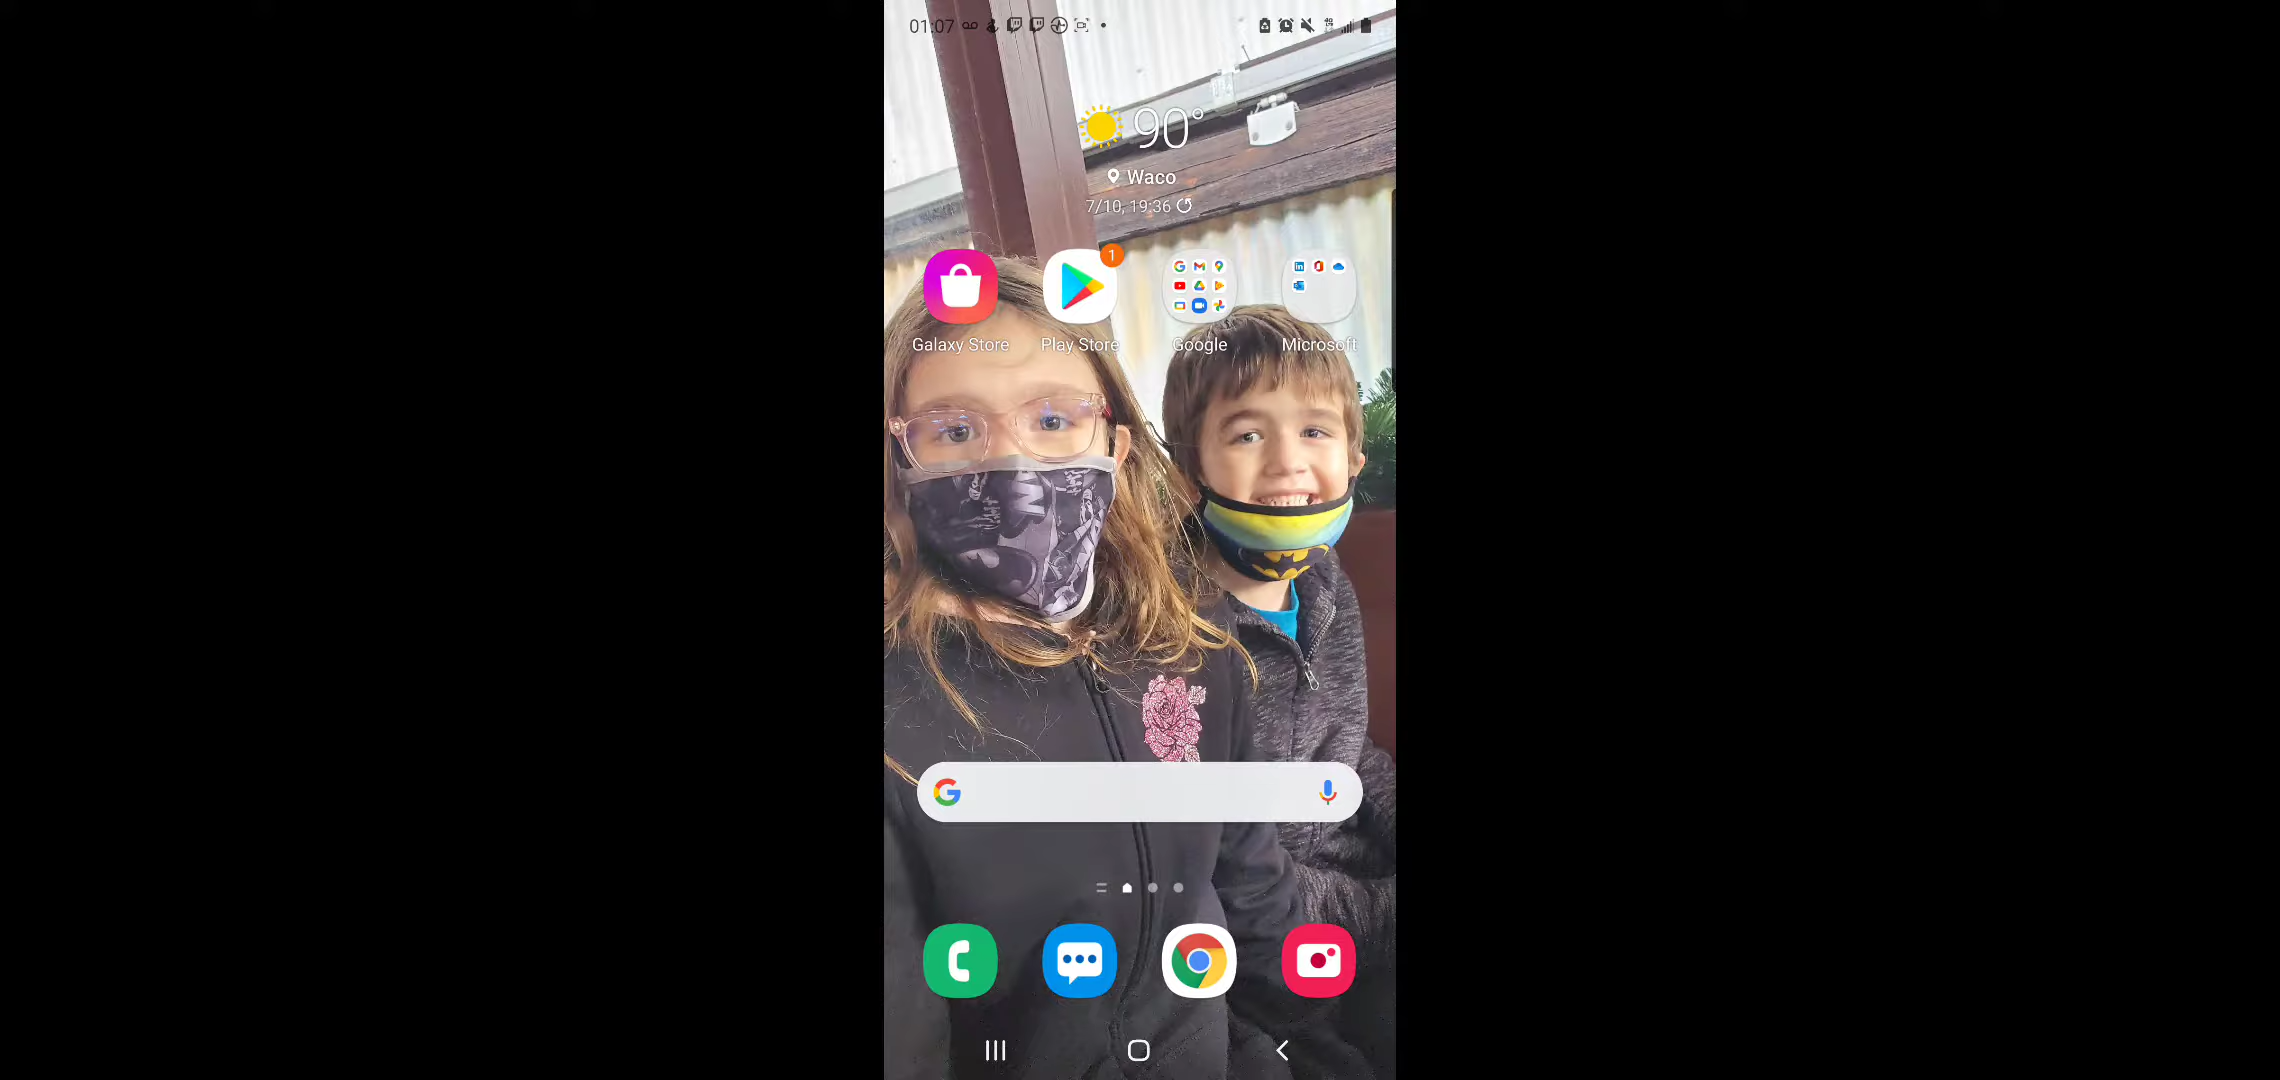 01:07
90°
Waco
7/10, 19:36
1
Galaxy Store
Play Store
Google
Microsoft